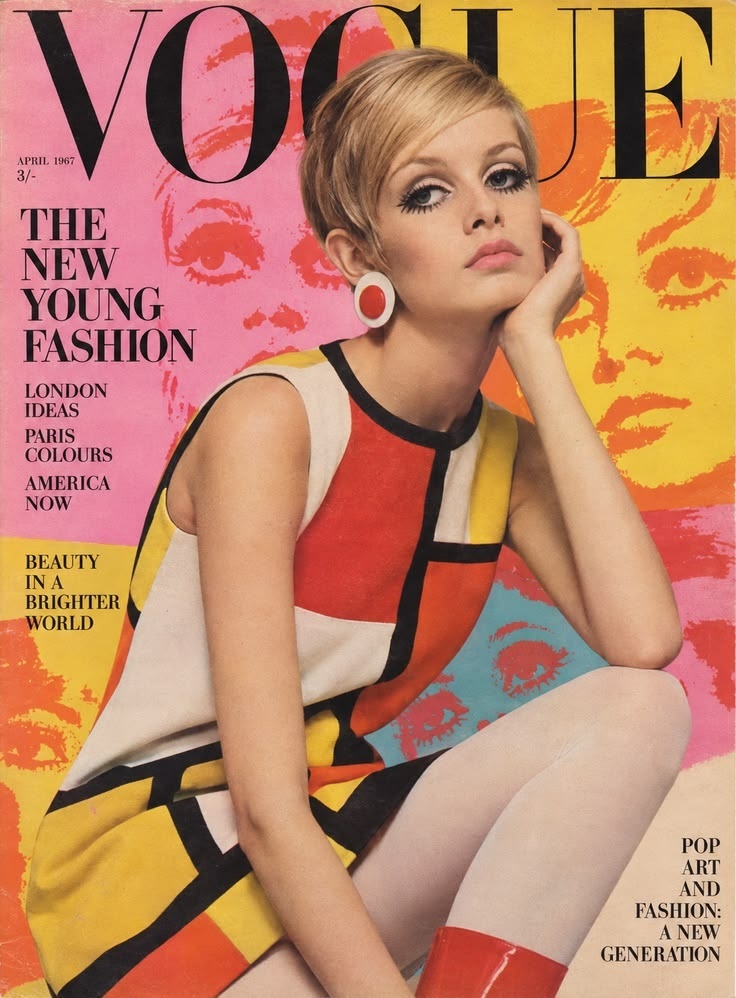 VOGUE
APRIL 1967
3/-
THE
NEW
YOUNG
FASHION
LONDON
IDEAS
PARIS
COLOURS
AMERICA
NOW
BEAUTY
IN A
BRIGHTER
WORLD
POP
ART
AND
FASHION:
A NEW
GENERATION